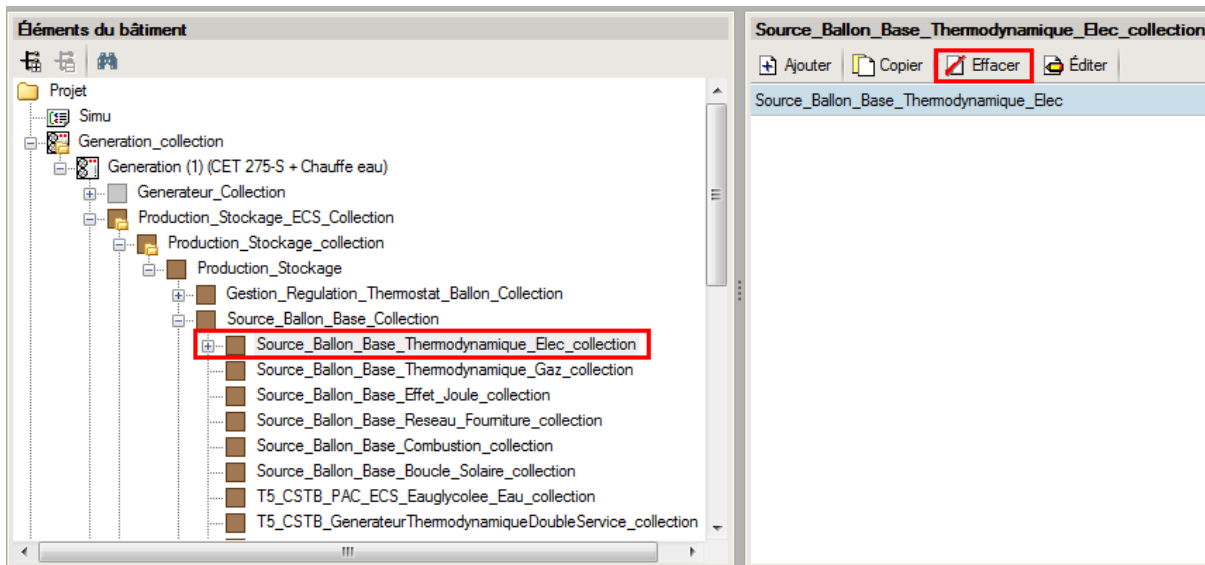 Éléments du bâtiment
Projet
Simu
Generation_collection
Generation (1) (CET 275-S + Chauffe eau)
Generateur_Collection
Production_Stockage_ECS_Collection
Production_Stockage_collection
Production_Stockage
Gestion_Regulation_Thermostat_Ballon_Collection
Source_Ballon_Base_Collection
Source_Ballon_Base_Thermodynamique_Elec_collection
Source_Ballon_Base_Thermodynamique_Gaz_collection
Source_Ballon_Base_Effet_Joule_collection
Source_Ballon_Base_Reseau_Fourniture_collection
Source_Ballon_Base_Combustion_collection
Source_Ballon_Base_Boucle_Solaire_collection
T5_CSTB_PAC_ECS_Eauglycolee_Eau_collection
T5_CSTB_GenerateurThermodynamiqueDoubleService_collection
Source_Ballon_Base_Thermodynamique_Elec_collection
Ajouter Copier Effacer Éditer
Source_Ballon_Base_Thermodynamique_Elec